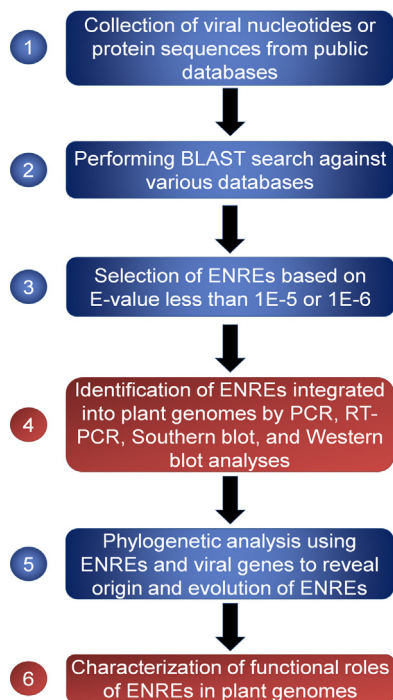 1
Collection of viral nucleotides or
protein sequences from public
databases
2
Performing BLAST search against
various databases
3
Selection of ENREs based on
E-value less than 1E-5 or 1E-6
4
Identification of ENREs integrated
into plant genomes by PCR, RT-
PCR, Southern blot, and Western
blot analyses
5
Phylogenetic analysis using
ENREs and viral genes to reveal
origin and evolution of ENREs
6
Characterization of functional roles
of ENREs in plant genomes